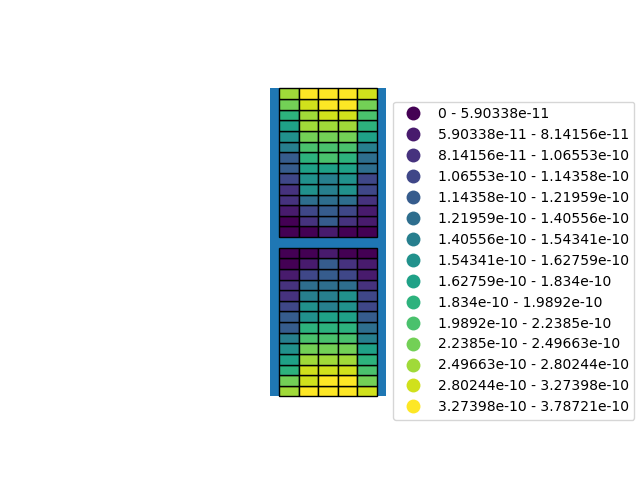 0 - 5.90338e-11
5.90338e-11 - 8.14156e-11
8.14156e-11 - 1.06553e-10
1.06553e-10 - 1.14358e-10
1.14358e-10 - 1.21959e-10
1.21959e-10 - 1.40556e-10
1.40556e-10 - 1.54341e-10
1.54341e-10 - 1.62759e-10
1.62759e-10 - 1.834e-10
1.834e-10 - 1.9892e-10
1.9892e-10 - 2.2385e-10
2.2385e-10 - 2.49663e-10
2.49663e-10 - 2.80244e-10
2.80244e-10 - 3.27398e-10
3.27398e-10 - 3.78721e-10